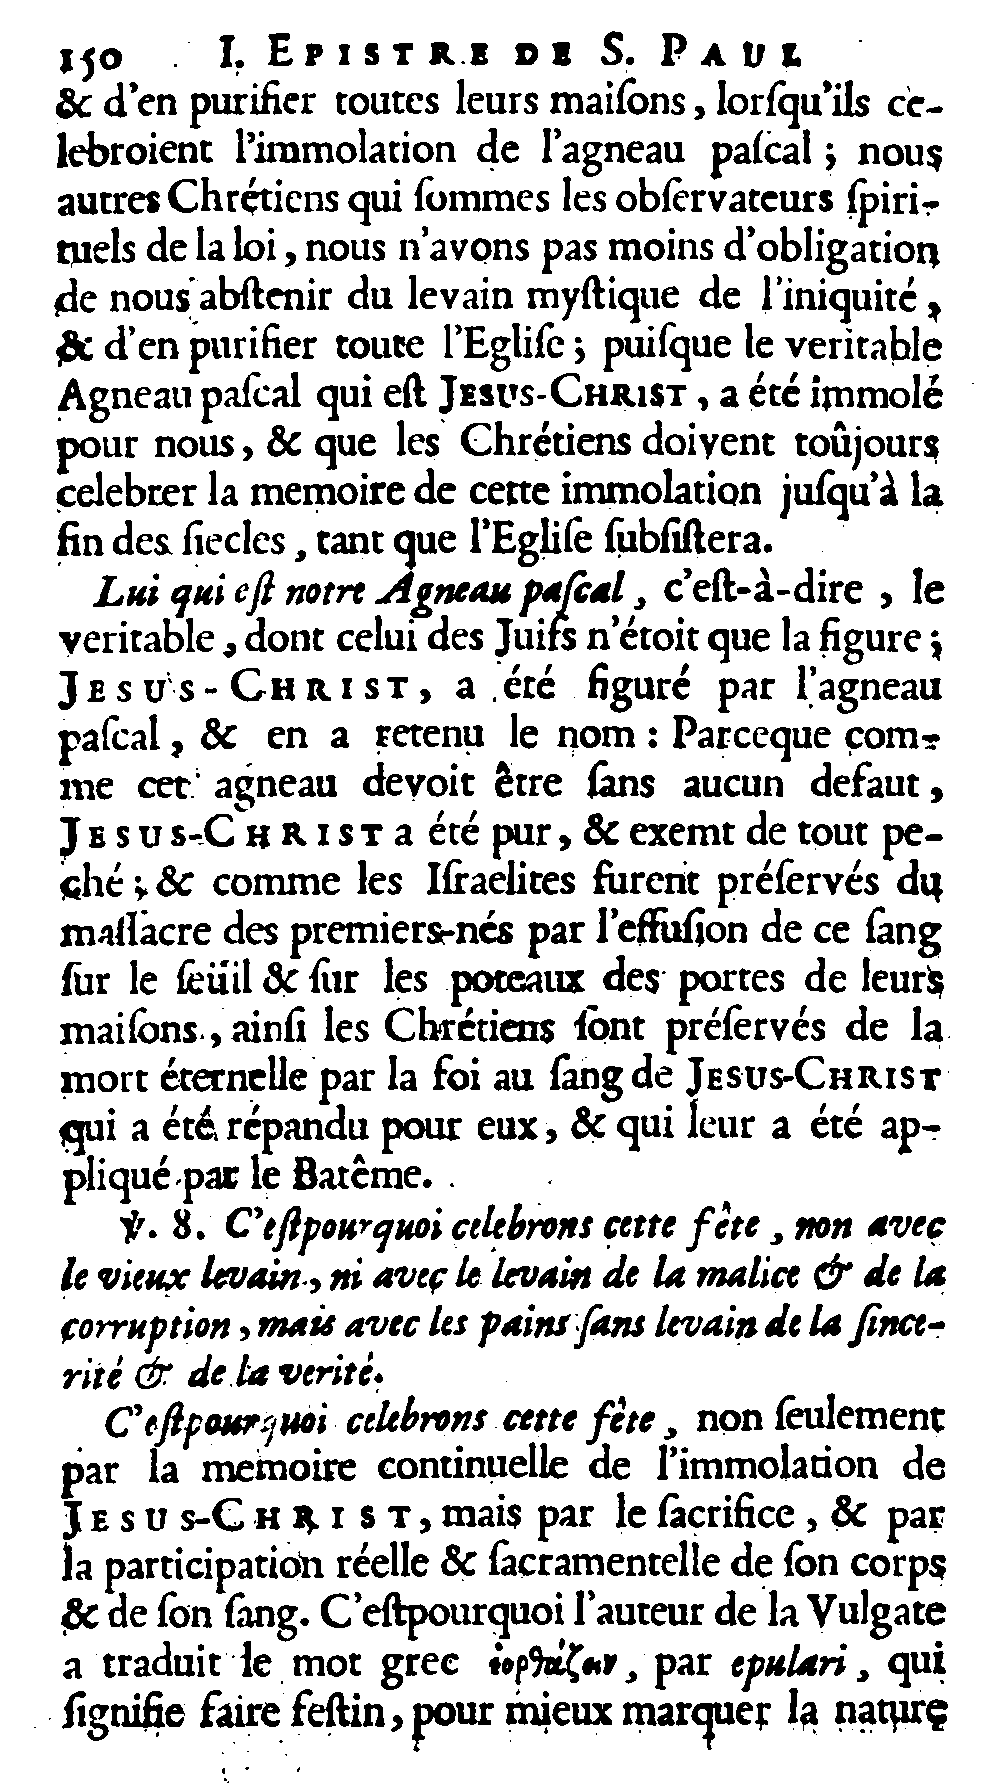 150 I. EPISTRE DE S. PAUL
& d'en purifier toutes leurs maiſons, lorſqu'ils ce-
lebroient l'immolation de l'agneau paſcal ; nous
autres Chrétiens qui ſommes les obſervateurs ſpiri-
tuels de la loi, nous n'avons pas moins d'obligation
de nous abſtenir du levain myſtique de l'iniquité,
& d'en purifier toute l'Egliſe ; puiſque le veritable
Agneau paſcal qui eſt JESUS-CHRIST, a été immolé
pour nous, & que les Chrétiens doivent toûjours
celebrer la memoire de cette immolation juſqu'à la
fin des ſiecles, tant que l'Egliſe ſubſiſtera.
Lui qui eſt notre Agneau paſcal, c'eſt-à-dire, le
veritable, dont celui des Juifs n'étoit que la figure ;
JESUS-CHRIST, a été figuré par l'agneau
paſcal, & en a retenu le nom : Parceque com-
me cet agneau devoit être ſans aucun defaut,
JESUS-CHRIST a été pur, & exemt de tout pe-
ché ; & comme les Iſraelites furent préſervés du
maſſacre des premiers-nés par l'effuſion de ce ſang
ſur le ſeüil & ſur les poteaux des portes de leurs
maiſons, ainſi les Chrétiens ſont préſervés de la
mort éternelle par la foi au ſang de JESUS-CHRIST
qui a été répandu pour eux, & qui leur a été ap-
pliqué par le Batême.
℣. 8. C'eſtpourquoi celebrons cette fête, non avec
le vieux levain, ni avec le levain de la malice & de la
corruption, mais avec les pains ſans levain de la ſince-
rité & de la verité.
C'eſtpourquoi celebrons cette fête, non ſeulement
par la memoire continuelle de l'immolation de
JESUS-CHRIST, mais par le ſacrifice, & par
la participation réelle & ſacramentelle de ſon corps
& de ſon ſang. C'eſtpourquoi l'auteur de la Vulgate
a traduit le mot grec ἑορϑάζειν, par epulari, qui
ſignifie faire feſtin, pour mieux marquer la nature